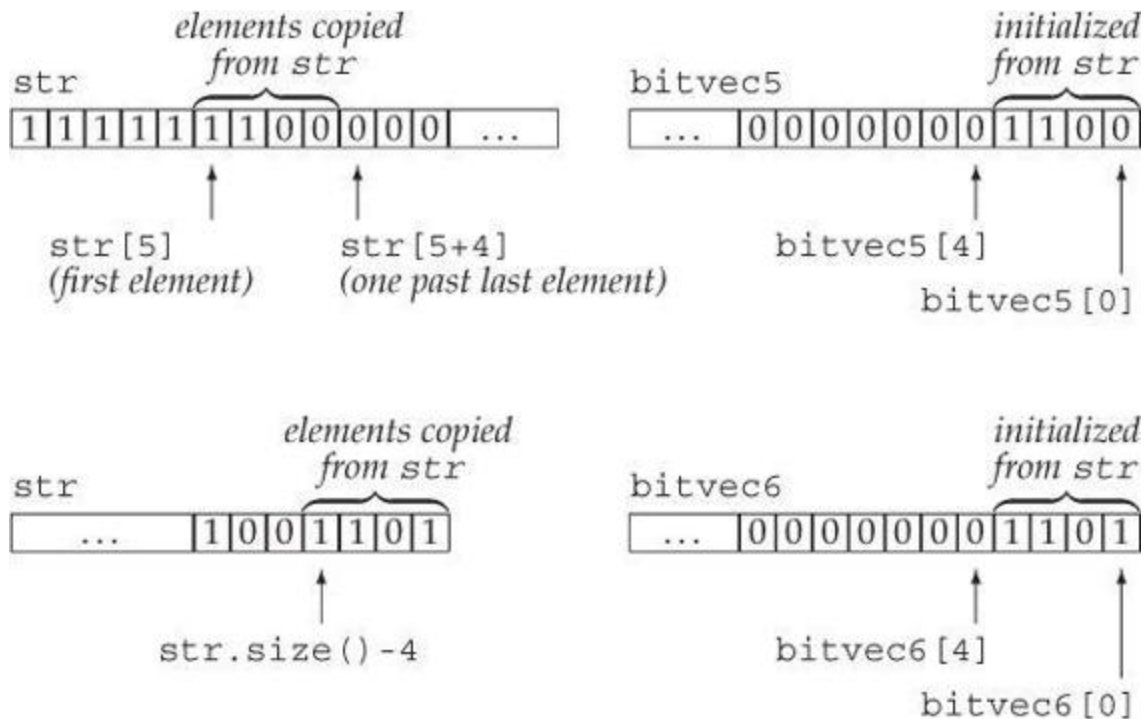 elements copied
from str
initialized
from str
str
bitvec5
1 1 1 1 1 1 1 0 0 0 0 0 ...
... 0 0 0 0 0 0 0 1 1 0 0
str[5]
(first element)
str[5+4]
(one past last element)
bitvec5[4]
bitvec5[0]
elements copied
from str
initialized
from str
str
bitvec6
... 1 0 0 1 1 0 1
... 0 0 0 0 0 0 0 1 1 0 1
str.size()-4
bitvec6[4]
bitvec6[0]